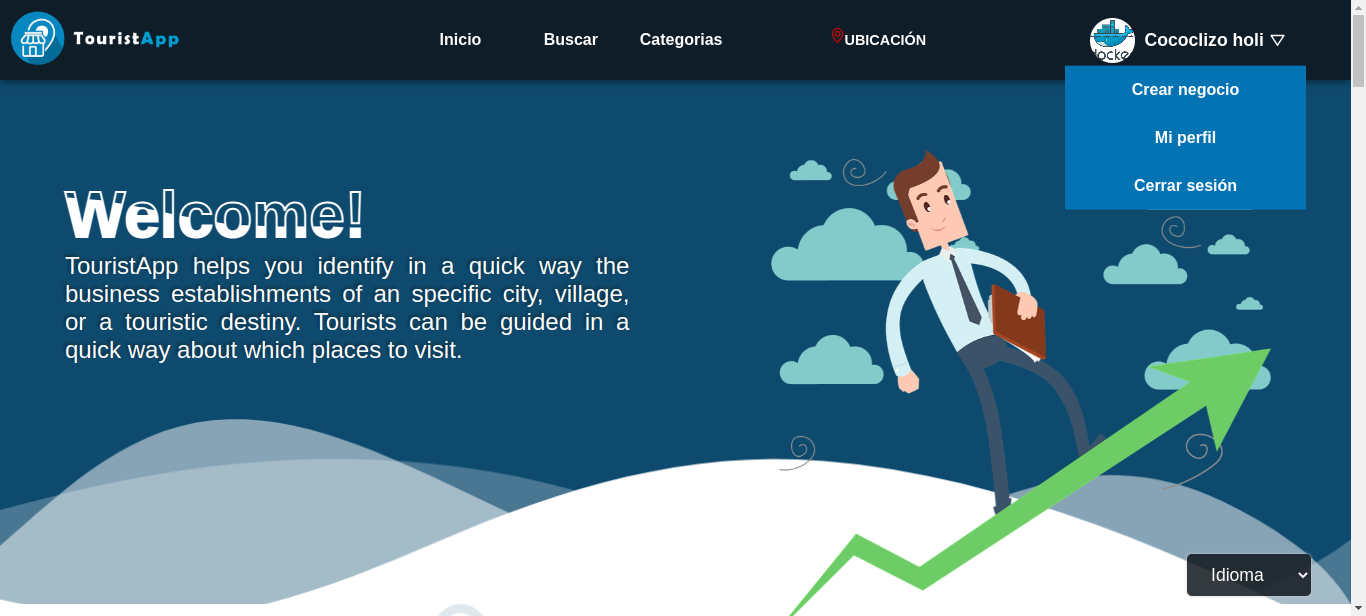 TouristApp
Inicio
Buscar
Categorias
UBICACIÓN
locke
Cococlizo holi
Crear negocio
Mi perfil
Cerrar sesión
Welcome!
TouristApp helps you identify in a quick way the
business establishments of an specific city, village,
or a touristic destiny. Tourists can be guided in a
quick way about which places to visit.
Idioma